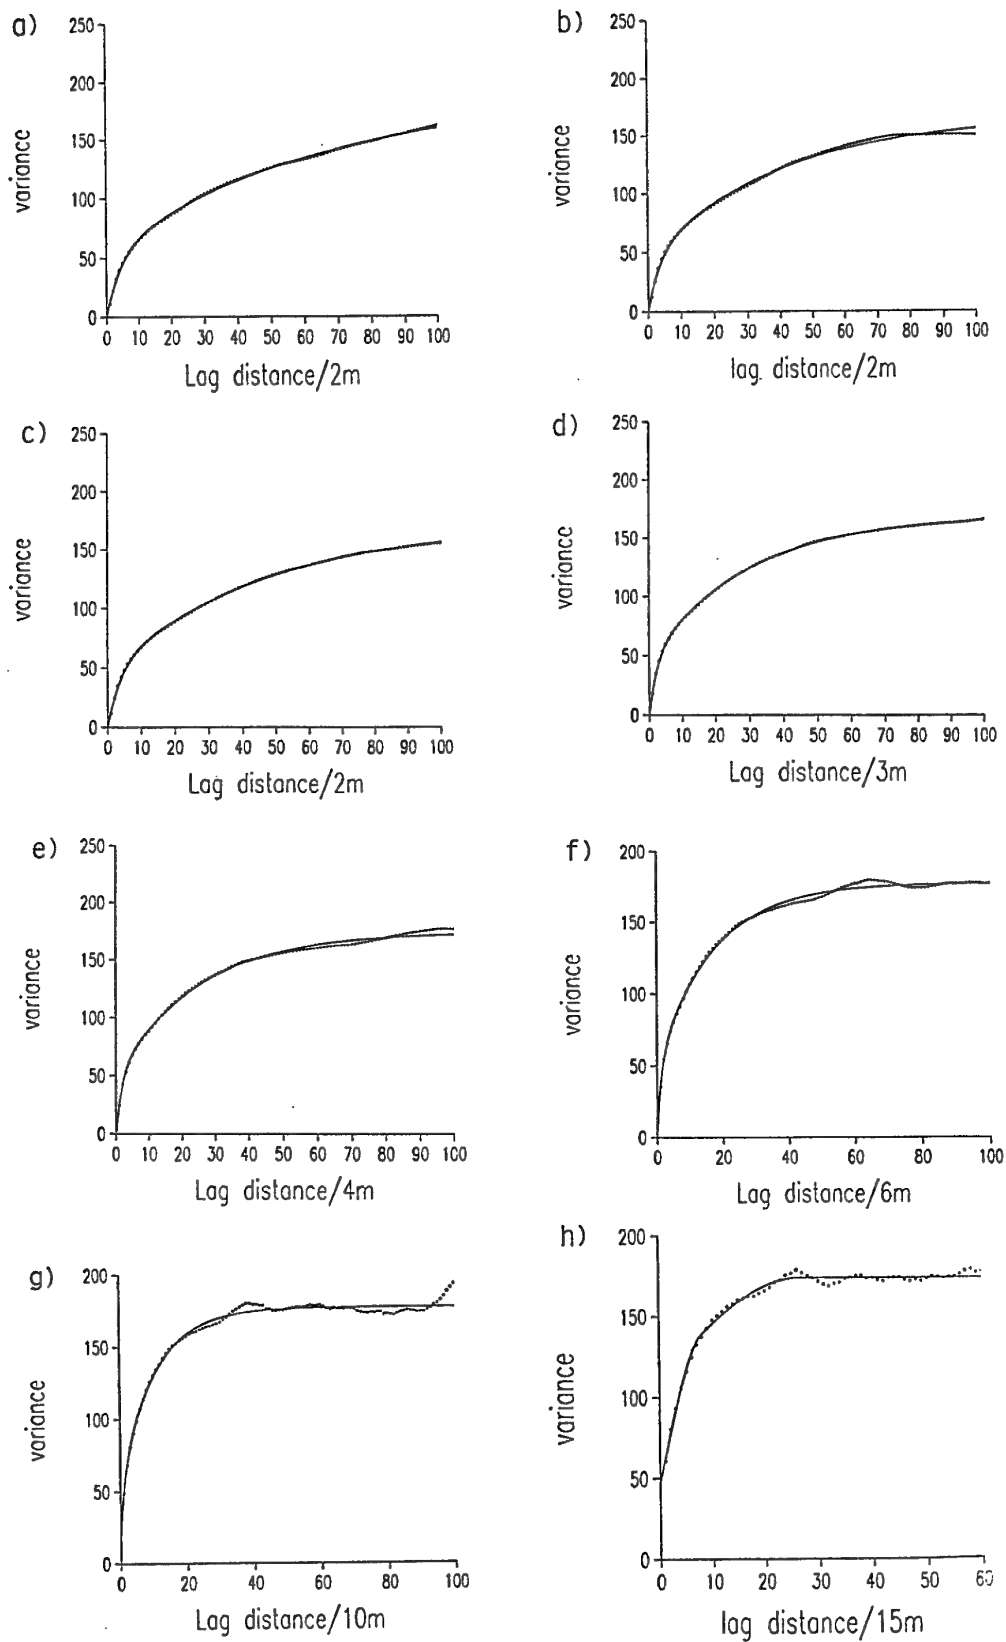 a)
250
200
150
100
50
0
variance
0 10 20 30 40 50 60 70 80 90 100
Lag distance/2m
b)
250
200
150
100
50
0
variance
0 10 20 30 40 50 60 70 80 90 100
lag. distance/2m
c)
250
200
150
100
50
0
variance
0 10 20 30 40 50 60 70 80 90 100
Lag distance/2m
d)
250
200
150
100
50
0
variance
0 10 20 30 40 50 60 70 80 90 100
Lag distance/3m
e)
250
200
150
100
50
0
variance
0 10 20 30 40 50 60 70 80 90 100
Lag distance/4m
f)
200
150
100
50
0
variance
0 20 40 60 80 100
Lag distance/6m
g)
200
150
100
50
0
variance
0 20 40 60 80 100
Lag distance/10m
h)
200
150
100
50
0
variance
0 10 20 30 40 50 60
lag distance/15m